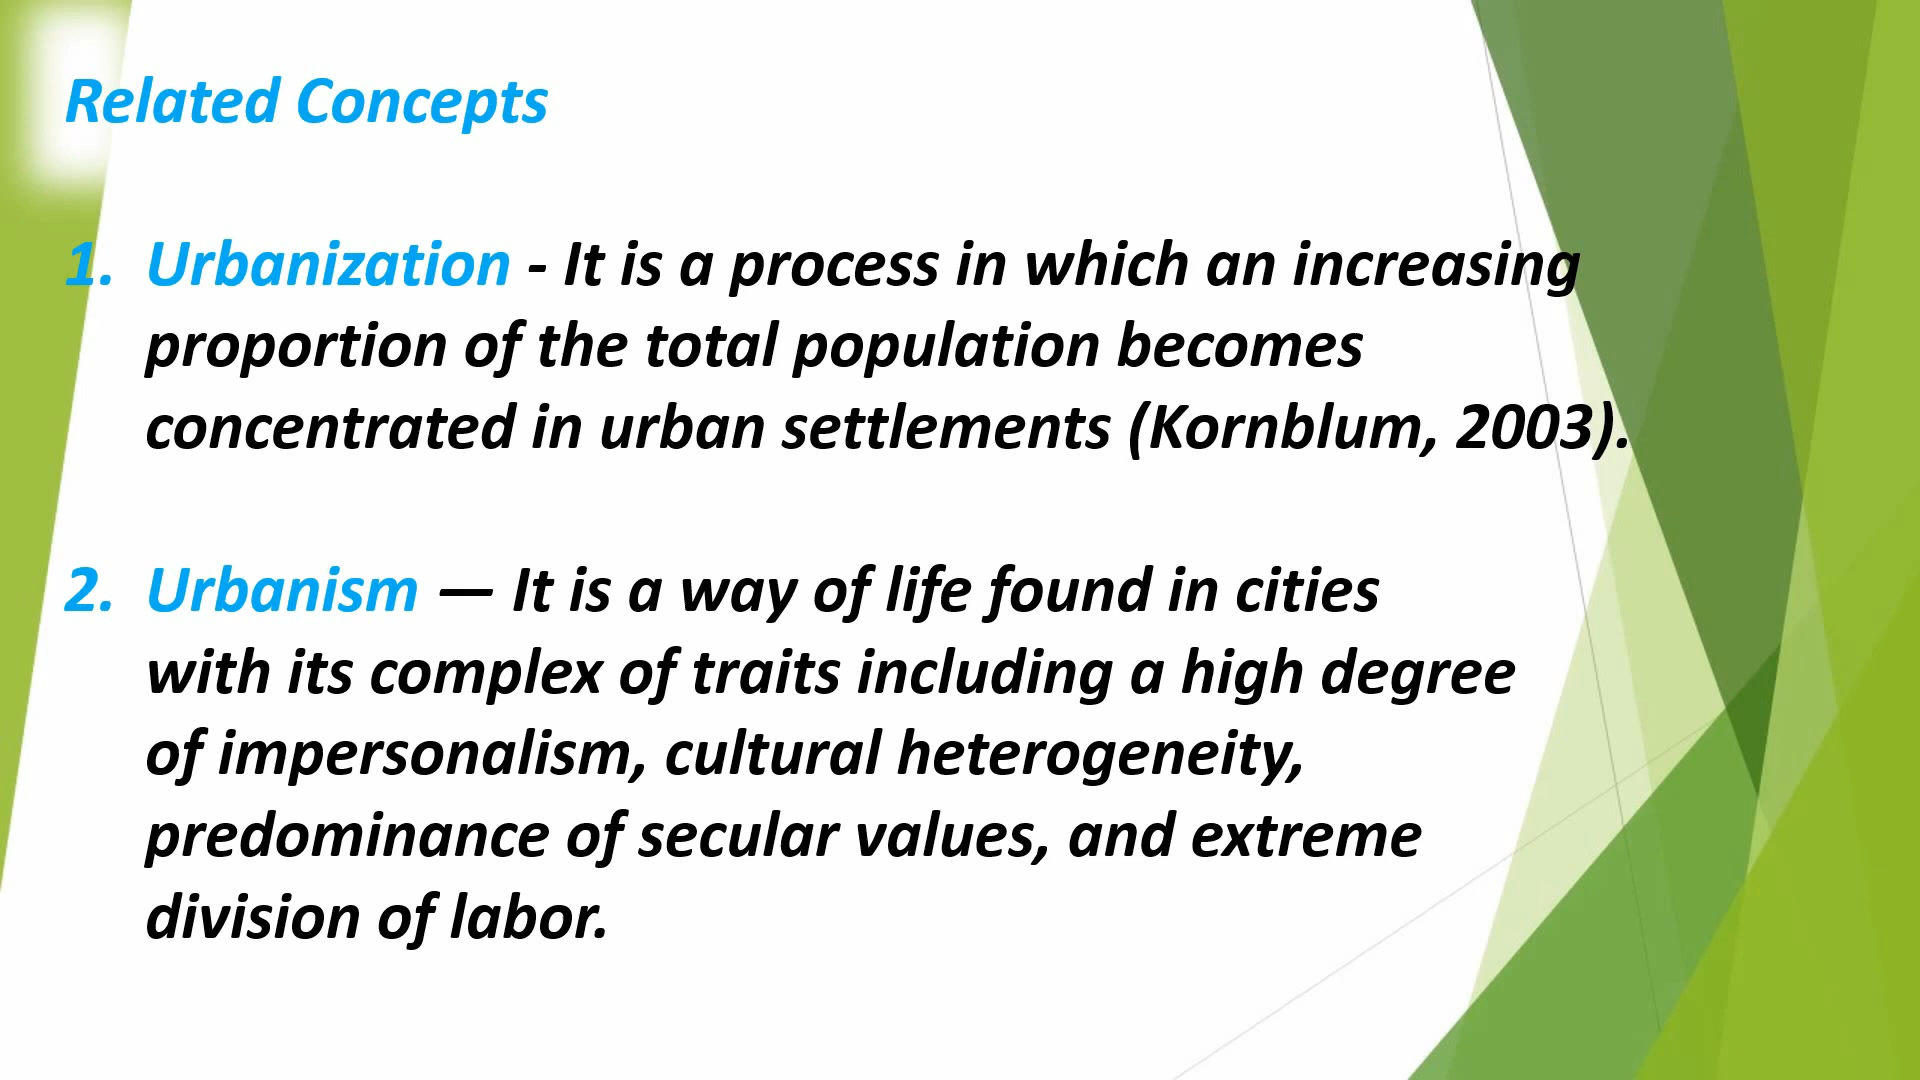 Related Concepts
1. Urbanization - It is a process in which an increasing
proportion of the total population becomes
concentrated in urban settlements (Kornblum, 2003).
2. Urbanism — It is a way of life found in cities
with its complex of traits including a high degree
of impersonalism, cultural heterogeneity,
predominance of secular values, and extreme
division of labor.